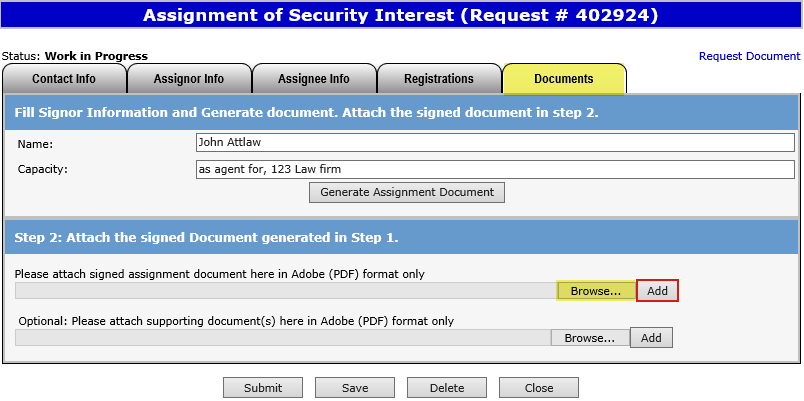 Assignment of Security Interest (Request # 402924)
Status: Work in Progress Request Document
Contact Info Assignor Info Assignee Info Registrations Documents
Fill Signor Information and Generate document. Attach the signed document in step 2.
Name: John Attlaw
Capacity: as agent for, 123 Law firm
Generate Assignment Document
Step 2: Attach the signed Document generated in Step 1.
Please attach signed assignment document here in Adobe (PDF) format only
Browse... Add
Optional: Please attach supporting document(s) here in Adobe (PDF) format only
Browse... Add
Submit Save Delete Close